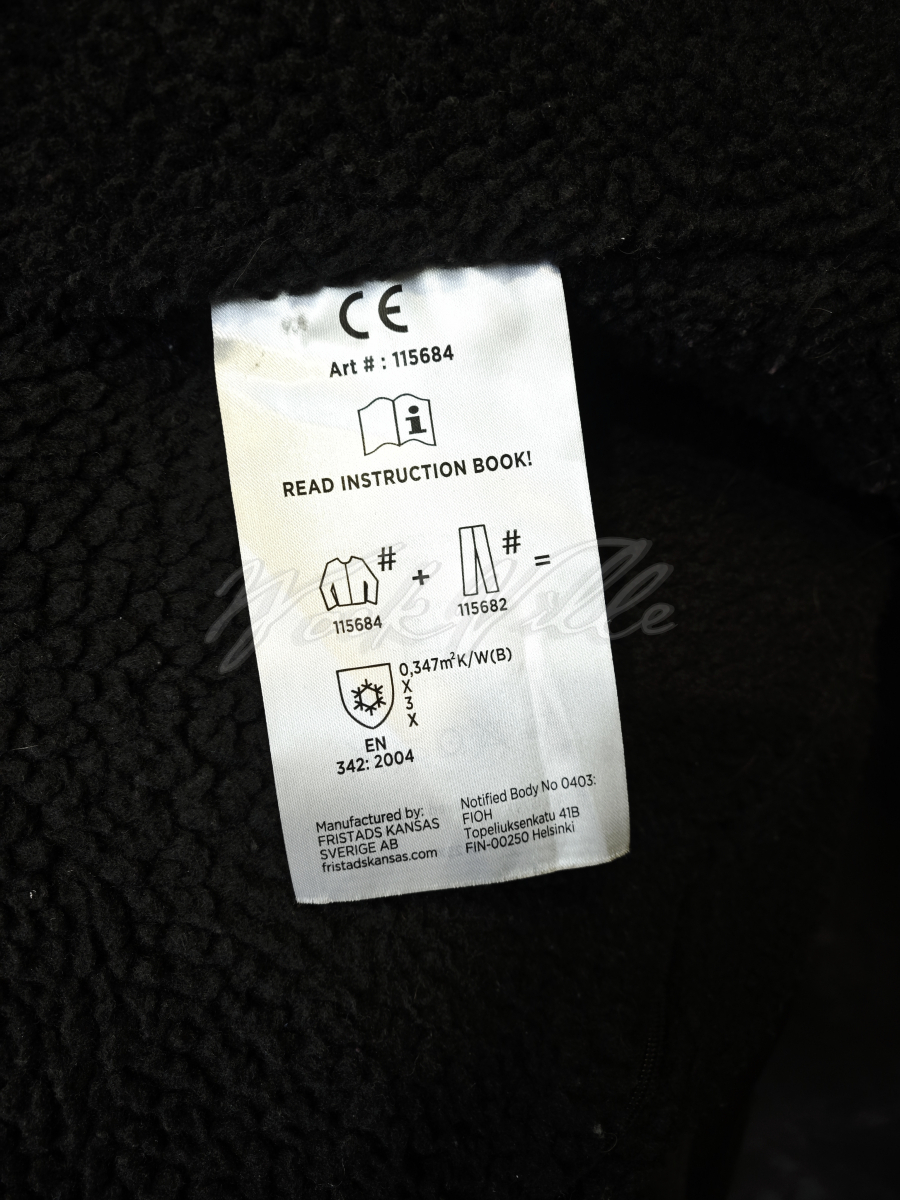 CE
Art # : 115684
i
READ INSTRUCTION BOOK!
# + # =
115684 115682
0,347m²K/W(B)
X
3
X
EN
342: 2004
Manufactured by:
FRISTADS KANSAS
SVERIGE AB
fristadskansas.com
Notified Body No 0403:
FIOH
Topeliuksenkatu 41B
FIN-00250 Helsinki